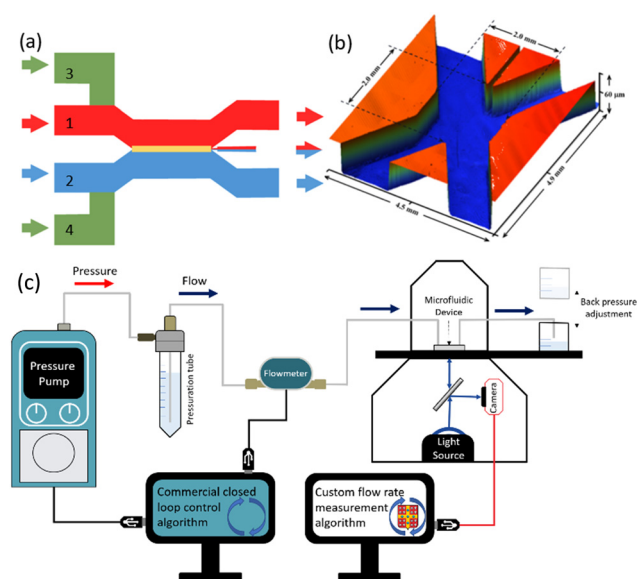 (a)
3
1
2
4
(b)
2.0 mm
2.0 mm
60 µm
4.5 mm
4.9 mm
(c)
Pressure
Flow
Pressure
Pump
Pressuration tube
Flowmeter
Microfluidic
Device
Back pressure
adjustment
Camera
Light
Source
Commercial closed
loop control
algorithm
Custom flow rate
measurement
algorithm